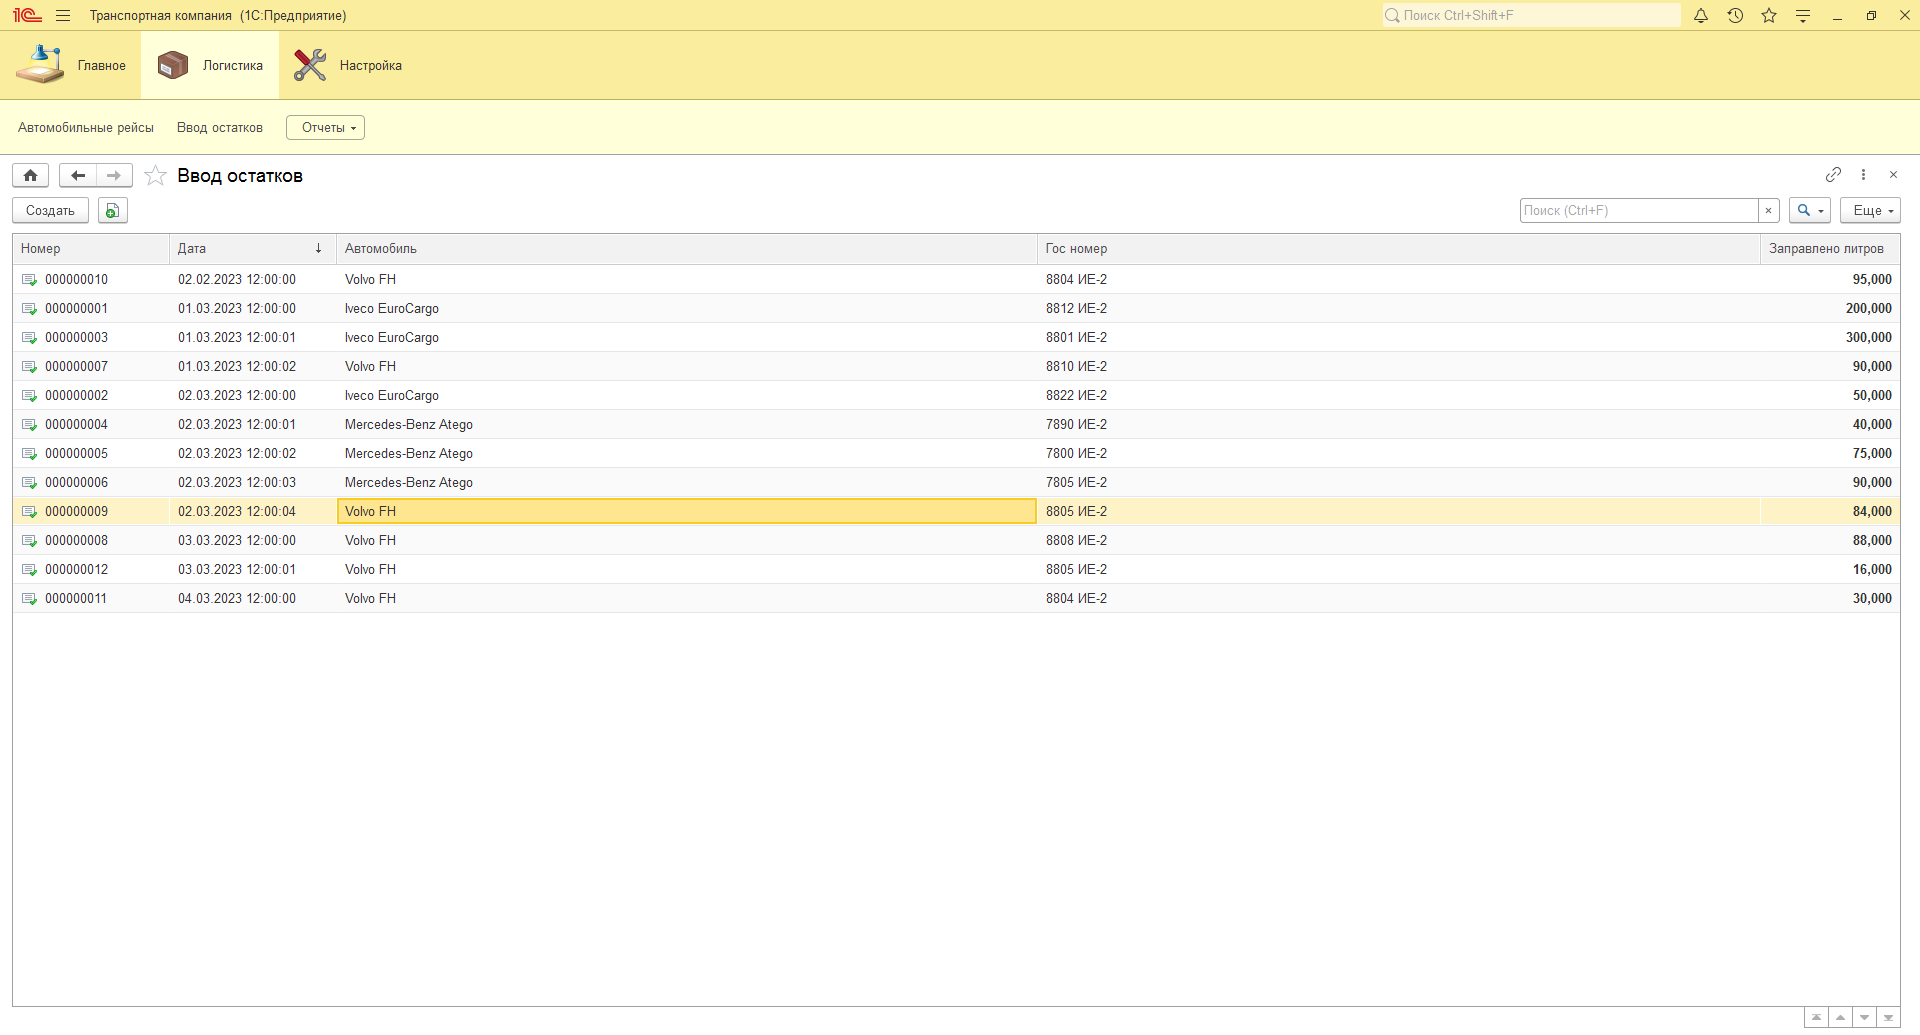 1С Транспортная компания (1С:Предприятие) Поиск Ctrl+Shift+F
Главное Логистика Настройка
Автомобильные рейсы Ввод остатков Отчеты
Ввод остатков
Создать Поиск (Ctrl+F) × Еще
Номер Дата ↓ Автомобиль Гос номер Заправлено литров
000000010 02.02.2023 12:00:00 Volvo FH 8804 ИЕ-2 95,000
000000001 01.03.2023 12:00:00 Iveco EuroCargo 8812 ИЕ-2 200,000
000000003 01.03.2023 12:00:01 Iveco EuroCargo 8801 ИЕ-2 300,000
000000007 01.03.2023 12:00:02 Volvo FH 8810 ИЕ-2 90,000
000000002 02.03.2023 12:00:00 Iveco EuroCargo 8822 ИЕ-2 50,000
000000004 02.03.2023 12:00:01 Mercedes-Benz Atego 7890 ИЕ-2 40,000
000000005 02.03.2023 12:00:02 Mercedes-Benz Atego 7800 ИЕ-2 75,000
000000006 02.03.2023 12:00:03 Mercedes-Benz Atego 7805 ИЕ-2 90,000
000000009 02.03.2023 12:00:04 Volvo FH 8805 ИЕ-2 84,000
000000008 03.03.2023 12:00:00 Volvo FH 8808 ИЕ-2 88,000
000000012 03.03.2023 12:00:01 Volvo FH 8805 ИЕ-2 16,000
000000011 04.03.2023 12:00:00 Volvo FH 8804 ИЕ-2 30,000